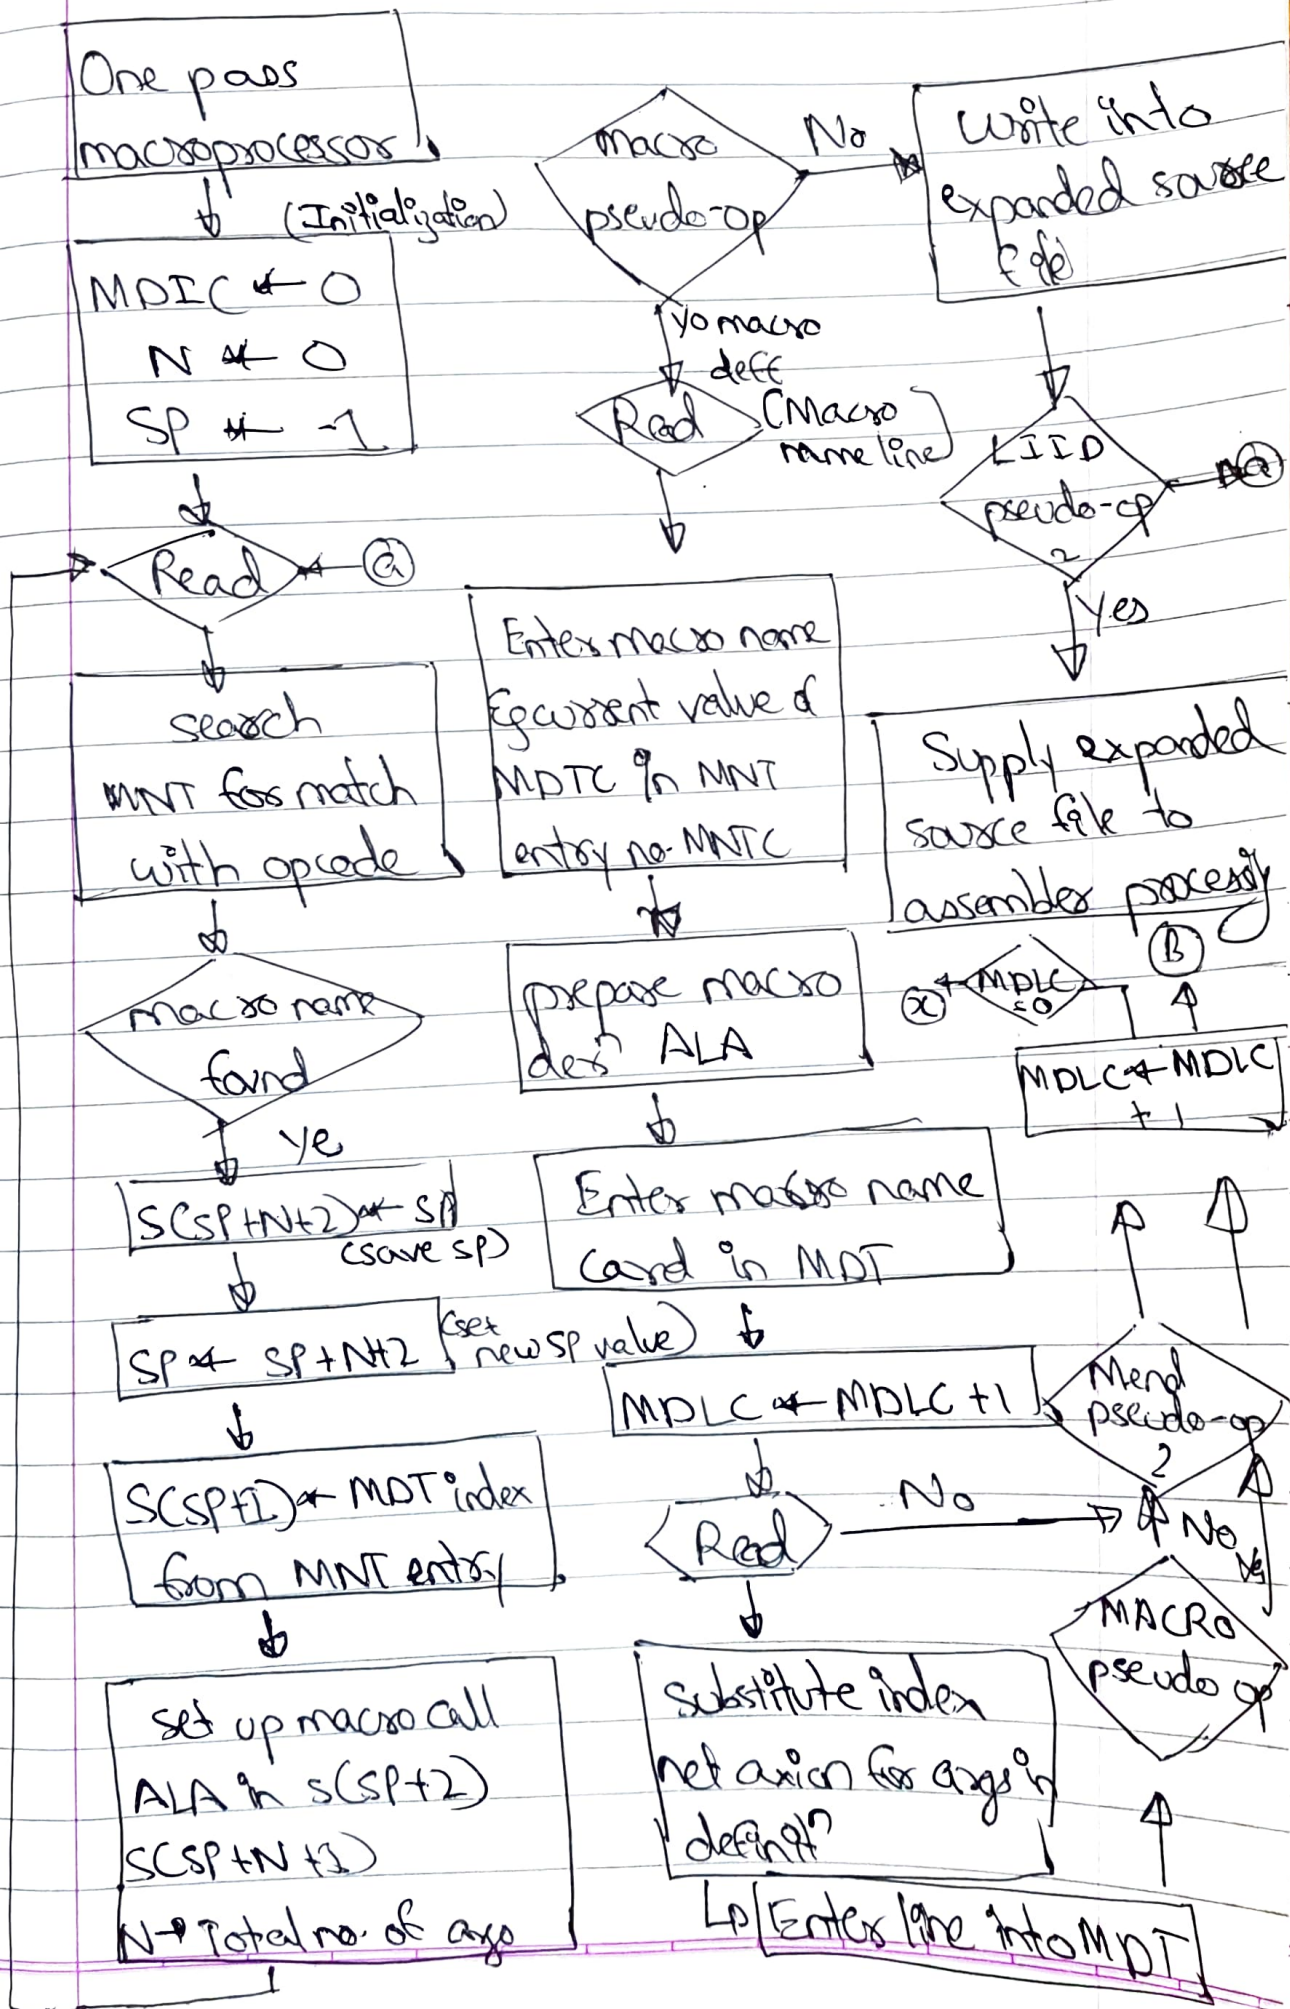 One pass
macroprocessor
(Initialization)
MDIC ← 0
N ← 0
SP ← -1
Read
a
search
MNT for match
with opcode
macro name
found
ye
S(SP+N+2) ← SP
(save SP)
SP ← SP+N+2
(set
new SP value)
S(SP+1) ← MDT index
from MNT entry
set up macro call
ALA in S(SP+2)
S(SP+N+1)
N → Total no. of args
macro
pseudo-op
No
yo macro
deff
Read
(Macro
name line)
Enter macro name
& current value of
MDTC in MNT
entry no. MNTC
prepare macro
ALA
Enter macro name
Card in MDT
MDLC ← MDLC +1
Read
No
Substitute index
for args in
definitn
Enter line into MDT
Write into
expanded source
file
pseudo-op
?
a
Yes
Supply expanded
source file to
assembler processing
B
MDLC
=0
x
MDLC ← MDLC
+ 1
Mend
pseudo-op
?
No
Yes
MACRO
pseudo op